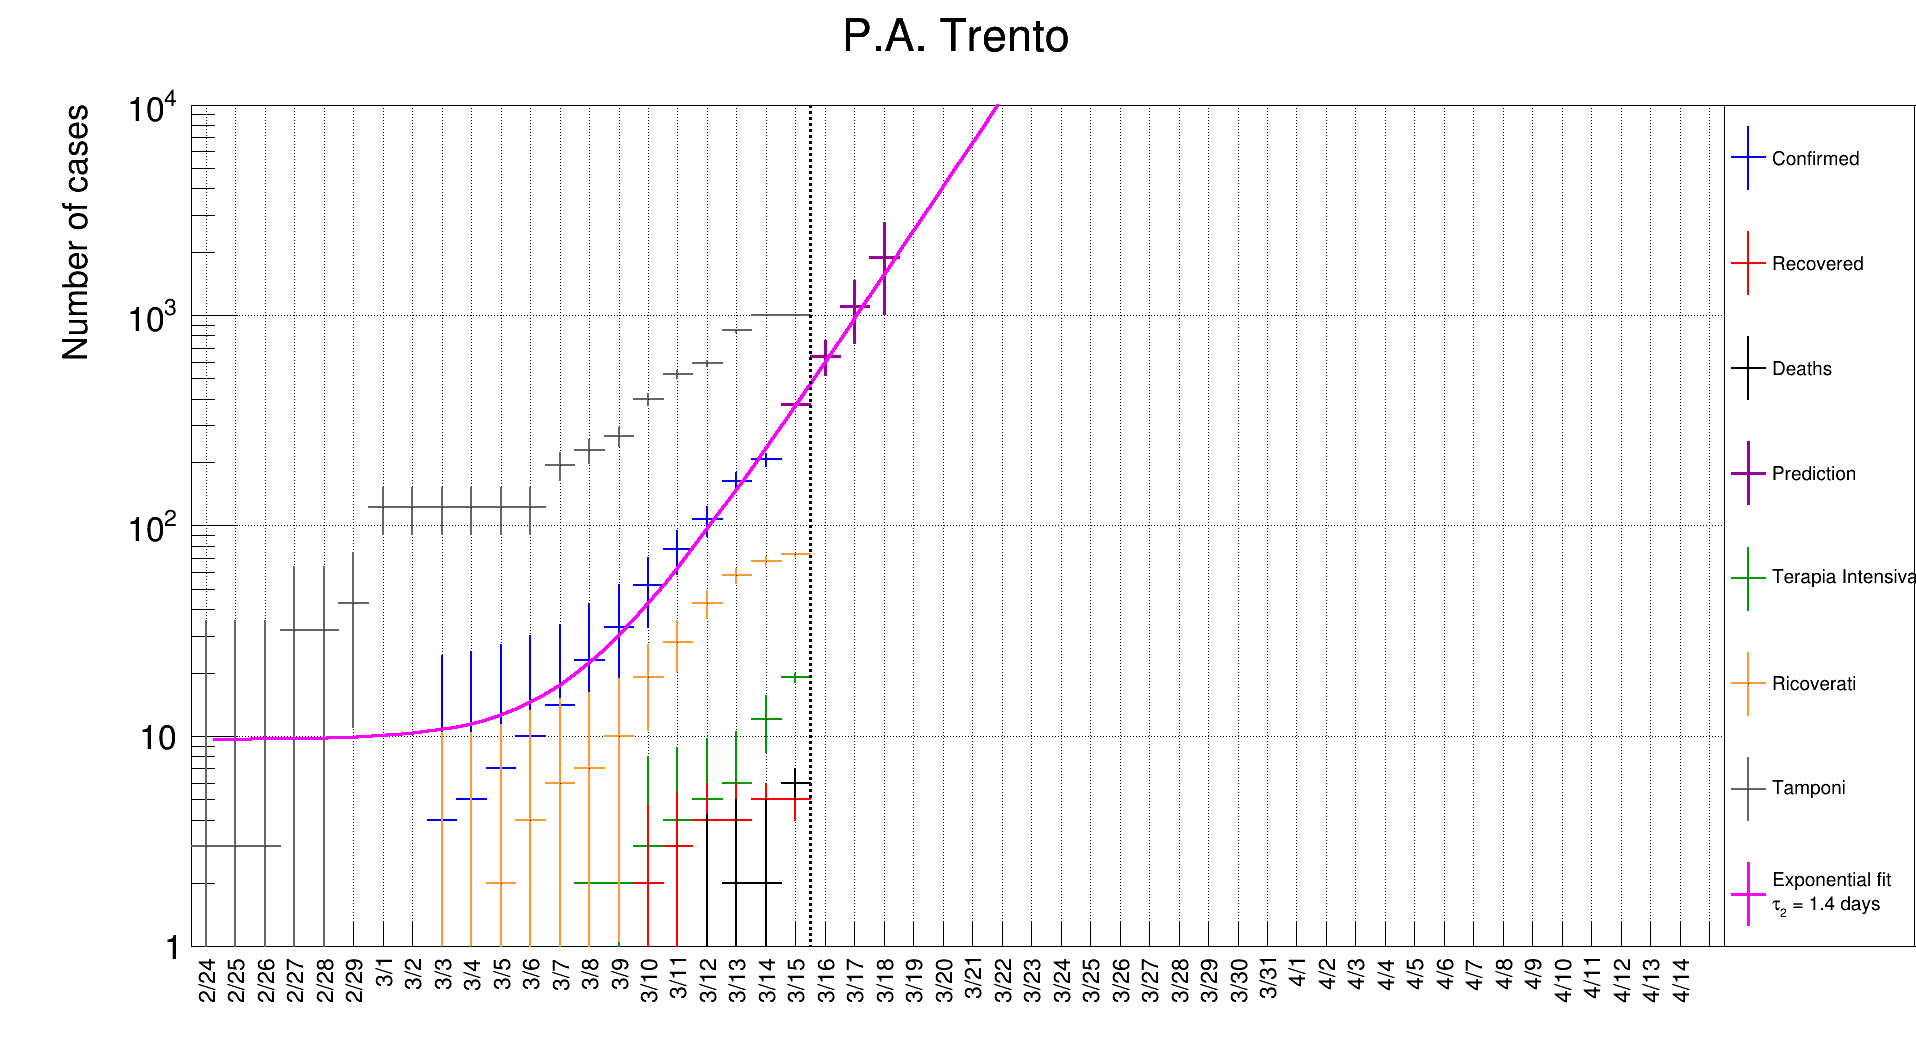 P.A. Trento
Number of cases
10^4
10^3
10^2
10
1
2/24 2/25 2/26 2/27 2/28 2/29 3/1 3/2 3/3 3/4 3/5 3/6 3/7 3/8 3/9 3/10 3/11 3/12 3/13 3/14 3/15 3/16 3/17 3/18 3/19 3/20 3/21 3/22 3/23 3/24 3/25 3/26 3/27 3/28 3/29 3/30 3/31 4/1 4/2 4/3 4/4 4/5 4/6 4/7 4/8 4/9 4/10 4/11 4/12 4/13 4/14
Confirmed
Recovered
Deaths
Prediction
Terapia Intensiva
Ricoverati
Tamponi
Exponential fit
τ₂ = 1.4 days